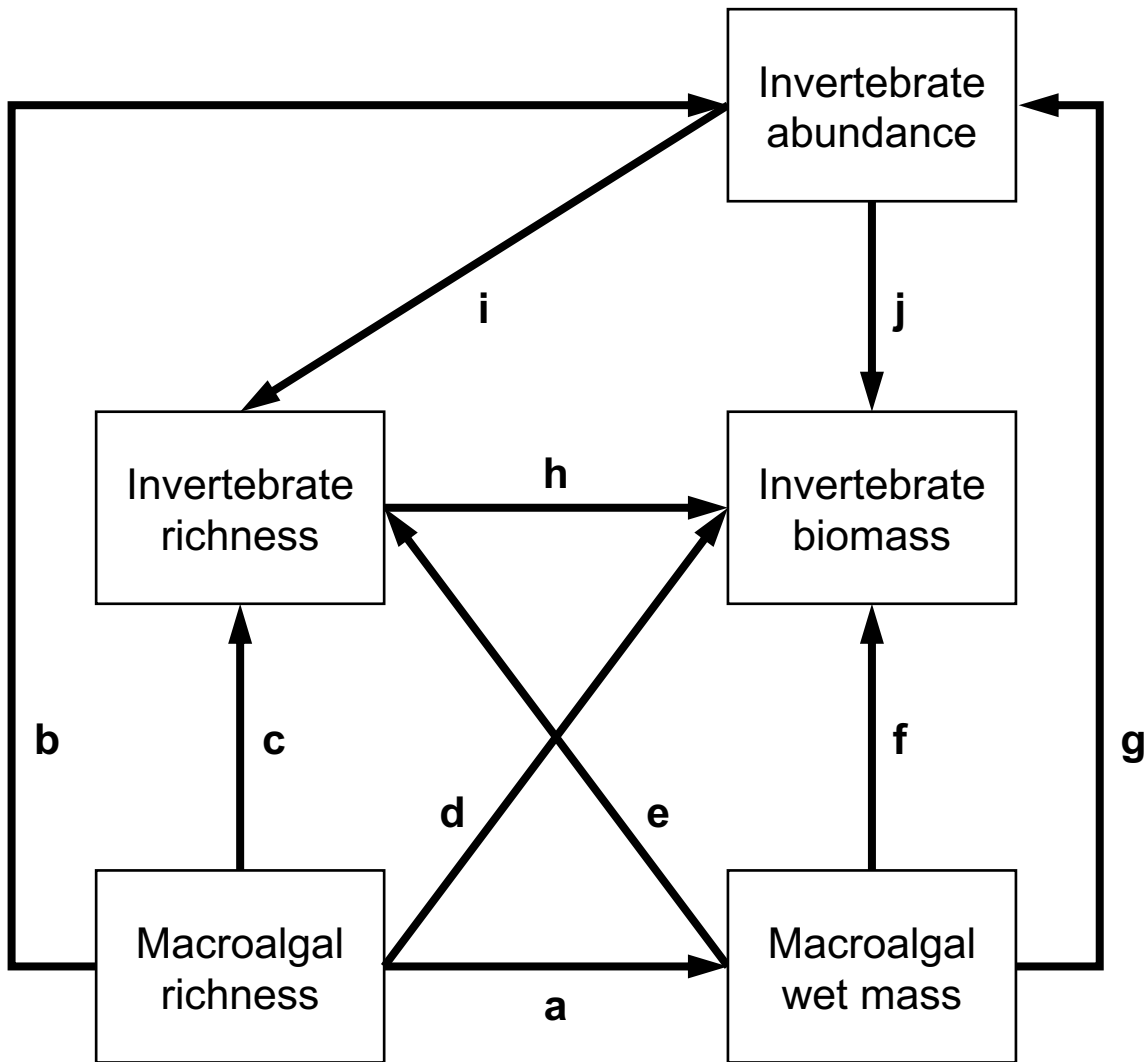 Invertebrate
abundance
i
j
Invertebrate
richness
h
Invertebrate
biomass
b
c
f
g
d
e
Macroalgal
richness
a
Macroalgal
wet mass